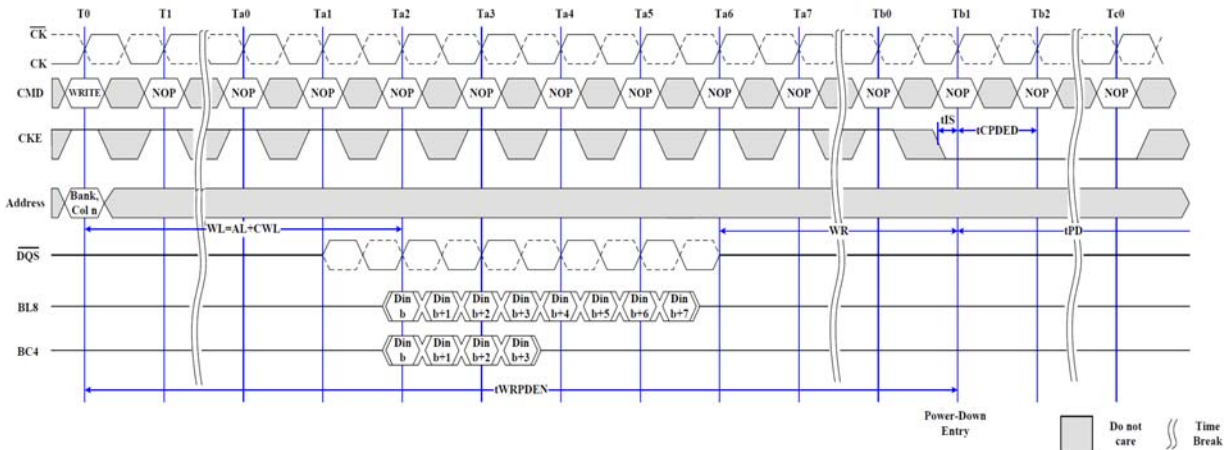 T0 T1 Ta0 Ta1 Ta2 Ta3 Ta4 Ta5 Ta6 Ta7 Tb0 Tb1 Tb2 Tc0
CK
CK
CMD WRITE NOP NOP NOP NOP NOP NOP NOP NOP NOP NOP NOP NOP NOP
tIS
CKE tCPDED
Address Bank, Col n
WL=AL+CWL WR tPD
DQS
BL8 Din b Din b+1 Din b+2 Din b+3 Din b+4 Din b+5 Din b+6 Din b+7
BC4 Din b Din b+1 Din b+2 Din b+3
tWRPDEN
Power-Down
Entry
Do not
care
Time
Break